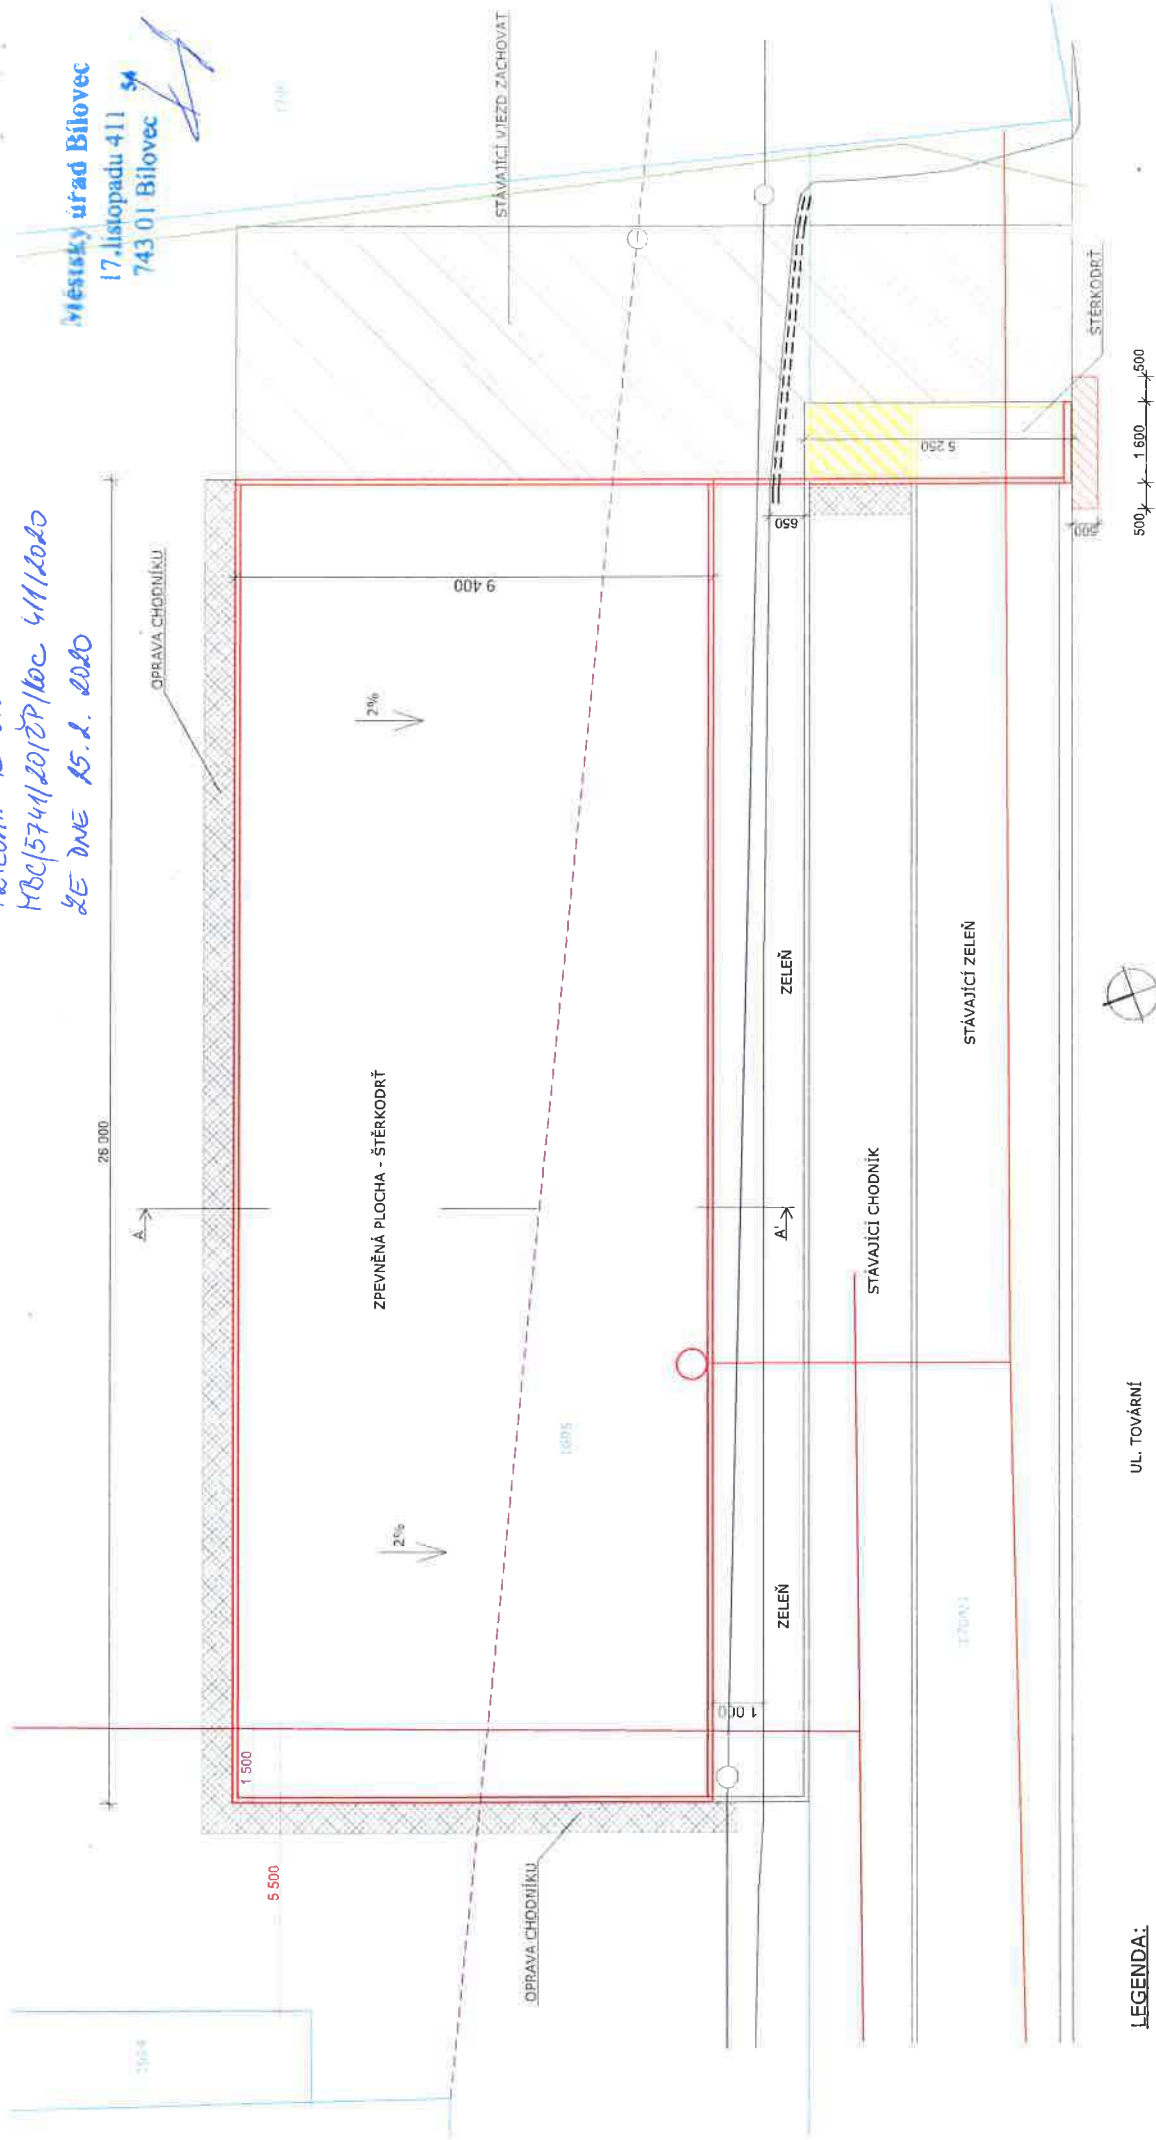 MBC/5741/20/ŽP/Koc 4/1/2020
ZE DNE 25.2. 2020
Městský úřad Bílovec
17.listopadu 411 54
743 01 Bílovec
OPRAVA CHODNÍKU
STÁVAJÍCÍ VJEZD ZACHOVAT
26 000
9 400
2%
2%
A
A'
ZPEVNĚNÁ PLOCHA - ŠTĚRKODRŤ
1 500
5 500
OPRAVA CHODNÍKU
1 000
650
5 250
ZELEŇ
ZELEŇ
STÁVAJÍCÍ CHODNÍK
STÁVAJÍCÍ ZELEŇ
ŠTĚRKODRŤ
500
500
1 600
500
UL. TOVÁRNÍ
LEGENDA: